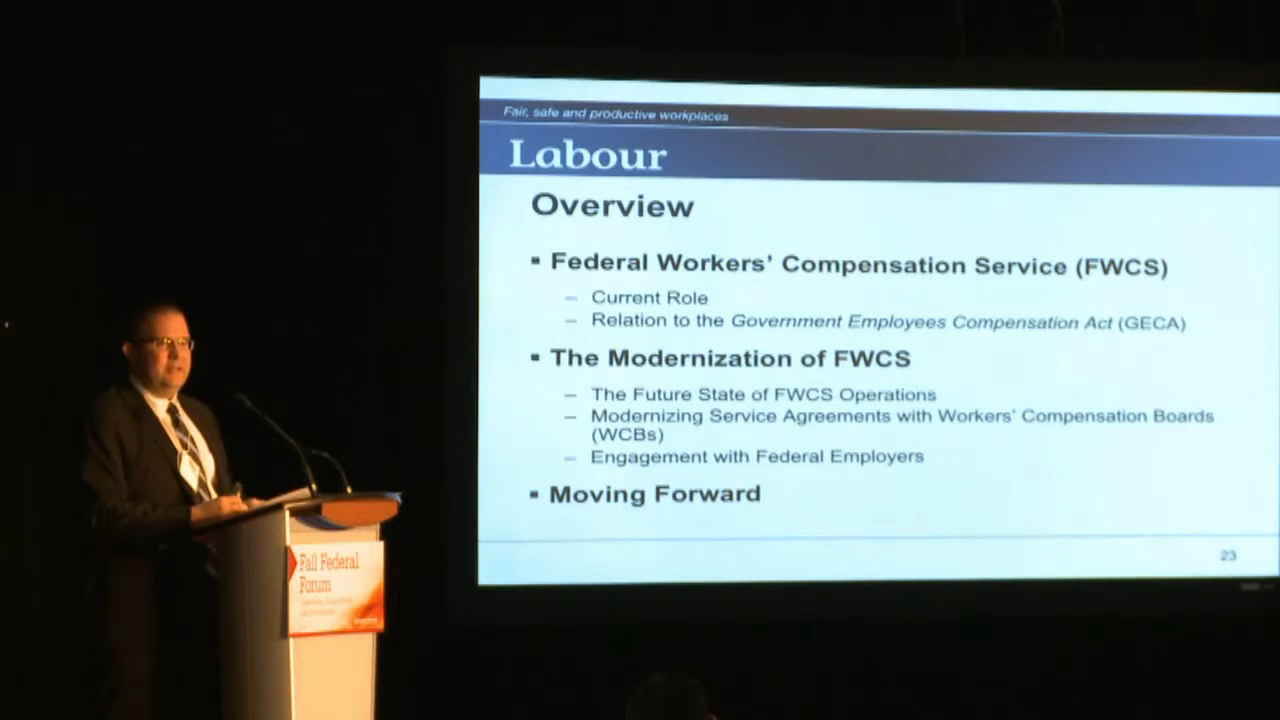 Fair, safe and productive workplaces
Labour
Overview
▪ Federal Workers' Compensation Service (FWCS)
– Current Role
– Relation to the Government Employees Compensation Act (GECA)
▪ The Modernization of FWCS
– The Future State of FWCS Operations
– Modernizing Service Agreements with Workers' Compensation Boards
(WCBs)
– Engagement with Federal Employers
▪ Moving Forward
23
Fall Federal
Forum